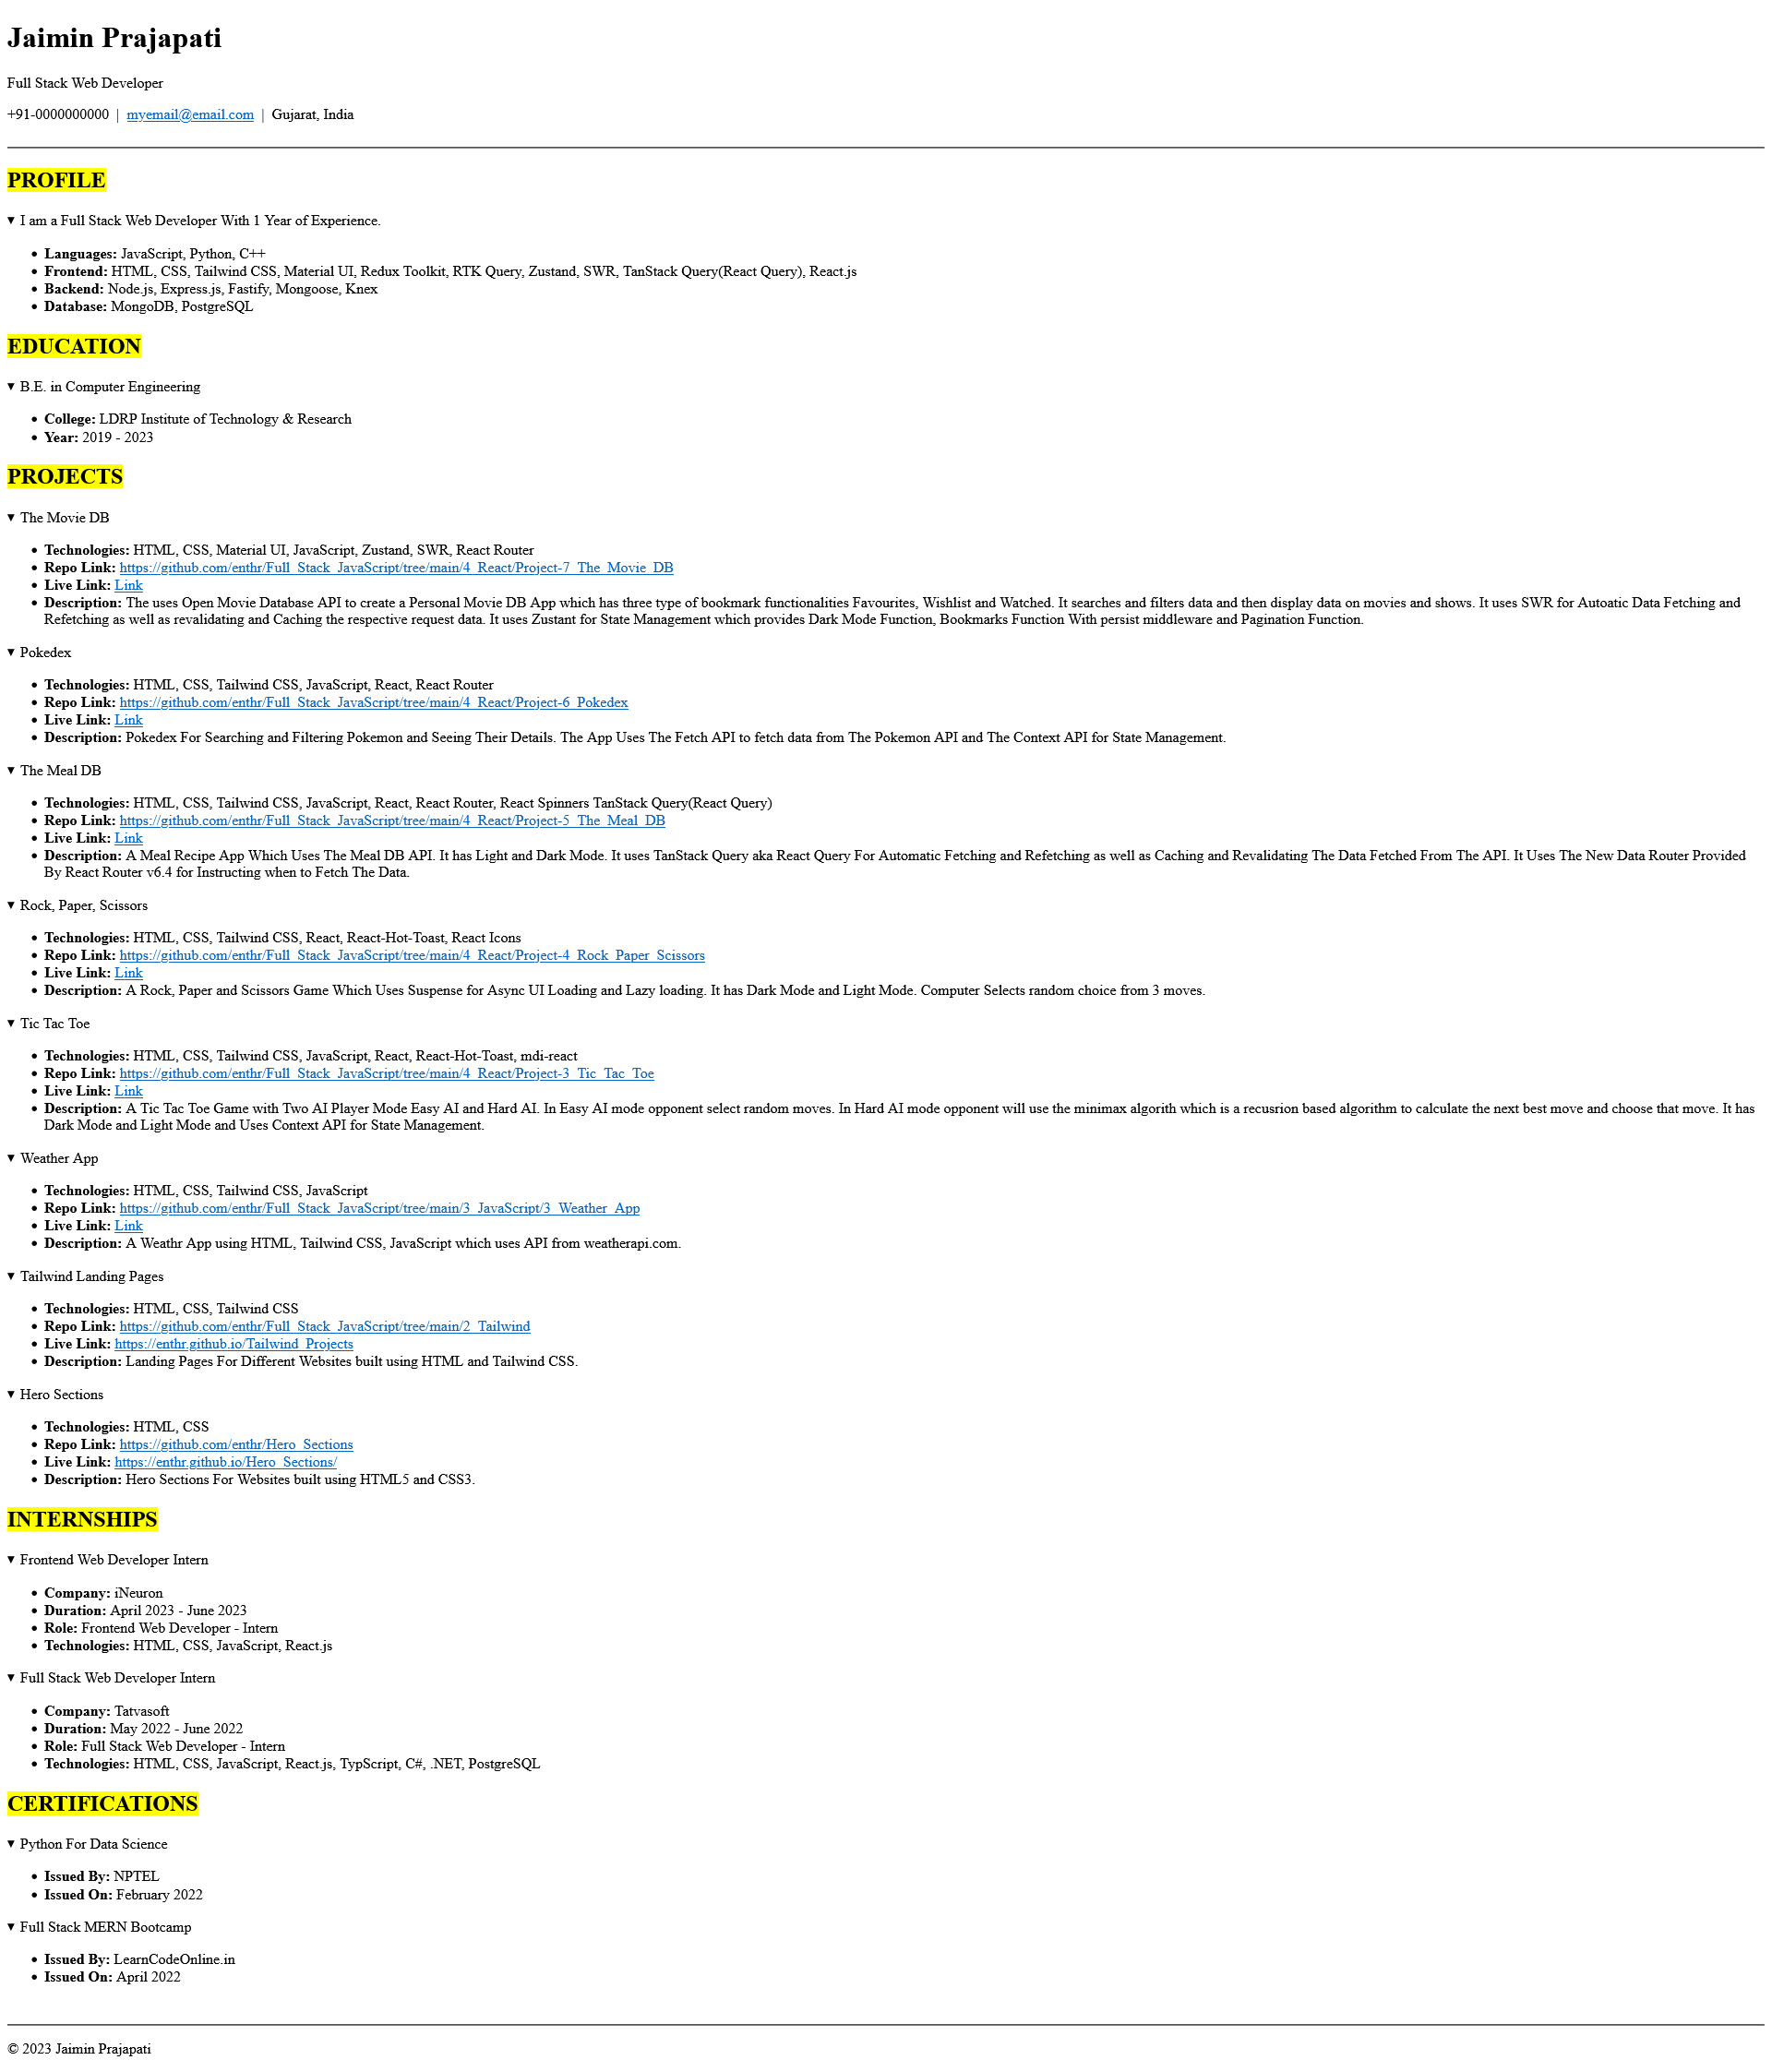 Jaimin Prajapati
Full Stack Web Developer
+91-0000000000 | myemail@email.com | Gujarat, India
PROFILE
▾ I am a Full Stack Web Developer With 1 Year of Experience.
• Languages: JavaScript, Python, C++
• Frontend: HTML, CSS, Tailwind CSS, Material UI, Redux Toolkit, RTK Query, Zustand, SWR, TanStack Query(React Query), React.js
• Backend: Node.js, Express.js, Fastify, Mongoose, Knex
• Database: MongoDB, PostgreSQL
EDUCATION
▾ B.E. in Computer Engineering
• College: LDRP Institute of Technology & Research
• Year: 2019 - 2023
PROJECTS
▾ The Movie DB
• Technologies: HTML, CSS, Material UI, JavaScript, Zustand, SWR, React Router
• Repo Link: https://github.com/enthr/Full_Stack_JavaScript/tree/main/4_React/Project-7_The_Movie_DB
• Live Link: Link
• Description: The uses Open Movie Database API to create a Personal Movie DB App which has three type of bookmark functionalities Favourites, Wishlist and Watched. It searches and filters data and then display data on movies and shows. It uses SWR for Autoatic Data Fetching and
Refetching as well as revalidating and Caching the respective request data. It uses Zustant for State Management which provides Dark Mode Function, Bookmarks Function With persist middleware and Pagination Function.
▾ Pokedex
• Technologies: HTML, CSS, Tailwind CSS, JavaScript, React, React Router
• Repo Link: https://github.com/enthr/Full_Stack_JavaScript/tree/main/4_React/Project-6_Pokedex
• Live Link: Link
• Description: Pokedex For Searching and Filtering Pokemon and Seeing Their Details. The App Uses The Fetch API to fetch data from The Pokemon API and The Context API for State Management.
▾ The Meal DB
• Technologies: HTML, CSS, Tailwind CSS, JavaScript, React, React Router, React Spinners TanStack Query(React Query)
• Repo Link: https://github.com/enthr/Full_Stack_JavaScript/tree/main/4_React/Project-5_The_Meal_DB
• Live Link: Link
• Description: A Meal Recipe App Which Uses The Meal DB API. It has Light and Dark Mode. It uses TanStack Query aka React Query For Automatic Fetching and Refetching as well as Caching and Revalidating The Data Fetched From The API. It Uses The New Data Router Provided
By React Router v6.4 for Instructing when to Fetch The Data.
▾ Rock, Paper, Scissors
• Technologies: HTML, CSS, Tailwind CSS, React, React-Hot-Toast, React Icons
• Repo Link: https://github.com/enthr/Full_Stack_JavaScript/tree/main/4_React/Project-4_Rock_Paper_Scissors
• Live Link: Link
• Description: A Rock, Paper and Scissors Game Which Uses Suspense for Async UI Loading and Lazy loading. It has Dark Mode and Light Mode. Computer Selects random choice from 3 moves.
▾ Tic Tac Toe
• Technologies: HTML, CSS, Tailwind CSS, JavaScript, React, React-Hot-Toast, mdi-react
• Repo Link: https://github.com/enthr/Full_Stack_JavaScript/tree/main/4_React/Project-3_Tic_Tac_Toe
• Live Link: Link
• Description: A Tic Tac Toe Game with Two AI Player Mode Easy AI and Hard AI. In Easy AI mode opponent select random moves. In Hard AI mode opponent will use the minimax algorith which is a recusrion based algorithm to calculate the next best move and choose that move. It has
Dark Mode and Light Mode and Uses Context API for State Management.
▾ Weather App
• Technologies: HTML, CSS, Tailwind CSS, JavaScript
• Repo Link: https://github.com/enthr/Full_Stack_JavaScript/tree/main/3_JavaScript/3_Weather_App
• Live Link: Link
• Description: A Weathr App using HTML, Tailwind CSS, JavaScript which uses API from weatherapi.com.
▾ Tailwind Landing Pages
• Technologies: HTML, CSS, Tailwind CSS
• Repo Link: https://github.com/enthr/Full_Stack_JavaScript/tree/main/2_Tailwind
• Live Link: https://enthr.github.io/Tailwind_Projects
• Description: Landing Pages For Different Websites built using HTML and Tailwind CSS.
▾ Hero Sections
• Technologies: HTML, CSS
• Repo Link: https://github.com/enthr/Hero_Sections
• Live Link: https://enthr.github.io/Hero_Sections/
• Description: Hero Sections For Websites built using HTML5 and CSS3.
INTERNSHIPS
▾ Frontend Web Developer Intern
• Company: iNeuron
• Duration: April 2023 - June 2023
• Role: Frontend Web Developer - Intern
• Technologies: HTML, CSS, JavaScript, React.js
▾ Full Stack Web Developer Intern
• Company: Tatvasoft
• Duration: May 2022 - June 2022
• Role: Full Stack Web Developer - Intern
• Technologies: HTML, CSS, JavaScript, React.js, TypScript, C#, .NET, PostgreSQL
CERTIFICATIONS
▾ Python For Data Science
• Issued By: NPTEL
• Issued On: February 2022
▾ Full Stack MERN Bootcamp
• Issued By: LearnCodeOnline.in
• Issued On: April 2022
© 2023 Jaimin Prajapati